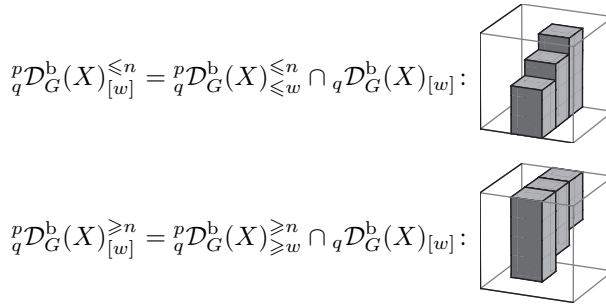 ${}^{p}_{q}\mathcal{D}^{\mathrm{b}}_{G}(X)^{\leqslant n}_{[w]} = {}^{p}_{q}\mathcal{D}^{\mathrm{b}}_{G}(X)^{\leqslant n}_{\leqslant w} \cap {}_{q}\mathcal{D}^{\mathrm{b}}_{G}(X)_{[w]}:$
${}^{p}_{q}\mathcal{D}^{\mathrm{b}}_{G}(X)^{\geqslant n}_{[w]} = {}^{p}_{q}\mathcal{D}^{\mathrm{b}}_{G}(X)^{\geqslant n}_{\geqslant w} \cap {}_{q}\mathcal{D}^{\mathrm{b}}_{G}(X)_{[w]}:$